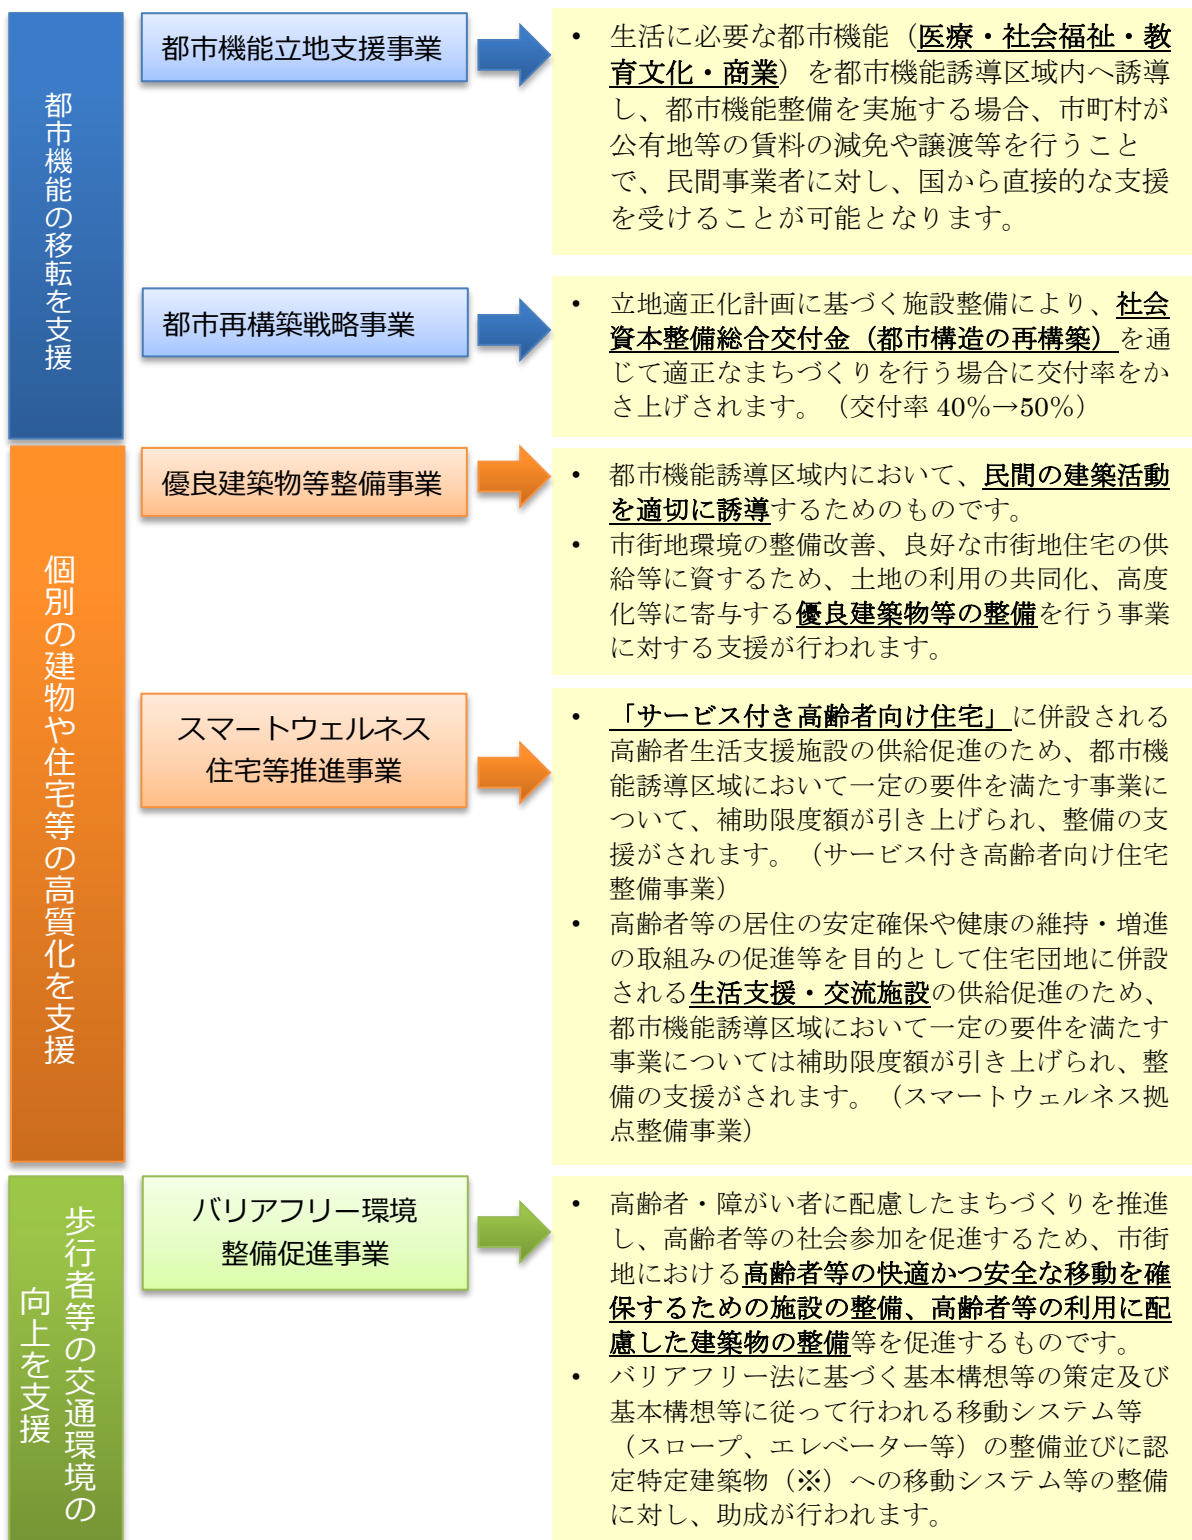 都市機能の移転を支援
都市機能立地支援事業
• 生活に必要な都市機能（医療・社会福祉・教
育文化・商業）を都市機能誘導区域内へ誘導
し、都市機能整備を実施する場合、市町村が
公有地等の賃料の減免や譲渡等を行うこと
で、民間事業者に対し、国から直接的な支援
を受けることが可能となります。
都市再構築戦略事業
• 立地適正化計画に基づく施設整備により、社会
資本整備総合交付金（都市構造の再構築）を通
じて適正なまちづくりを行う場合に交付率をか
さ上げされます。（交付率 40％→50％）
個別の建物や住宅等の高質化を支援
優良建築物等整備事業
• 都市機能誘導区域内において、民間の建築活動
を適切に誘導するためのものです。
• 市街地環境の整備改善、良好な市街地住宅の供
給等に資するため、土地の利用の共同化、高度
化等に寄与する優良建築物等の整備を行う事業
に対する支援が行われます。
スマートウェルネス
住宅等推進事業
• 「サービス付き高齢者向け住宅」に併設される
高齢者生活支援施設の供給促進のため、都市機
能誘導区域において一定の要件を満たす事業に
ついて、補助限度額が引き上げられ、整備の支
援がされます。（サービス付き高齢者向け住宅
整備事業）
• 高齢者等の居住の安定確保や健康の維持・増進
の取組みの促進等を目的として住宅団地に併設
される生活支援・交流施設の供給促進のため、
都市機能誘導区域において一定の要件を満たす
事業については補助限度額が引き上げられ、整
備の支援がされます。（スマートウェルネス拠
点整備事業）
歩行者等の交通環境の
向上を支援
バリアフリー環境
整備促進事業
• 高齢者・障がい者に配慮したまちづくりを推進
し、高齢者等の社会参加を促進するため、市街
地における高齢者等の快適かつ安全な移動を確
保するための施設の整備、高齢者等の利用に配
慮した建築物の整備等を促進するものです。
• バリアフリー法に基づく基本構想等の策定及び
基本構想等に従って行われる移動システム等
（スロープ、エレベーター等）の整備並びに認
定特定建築物（※）への移動システム等の整備
に対し、助成が行われます。